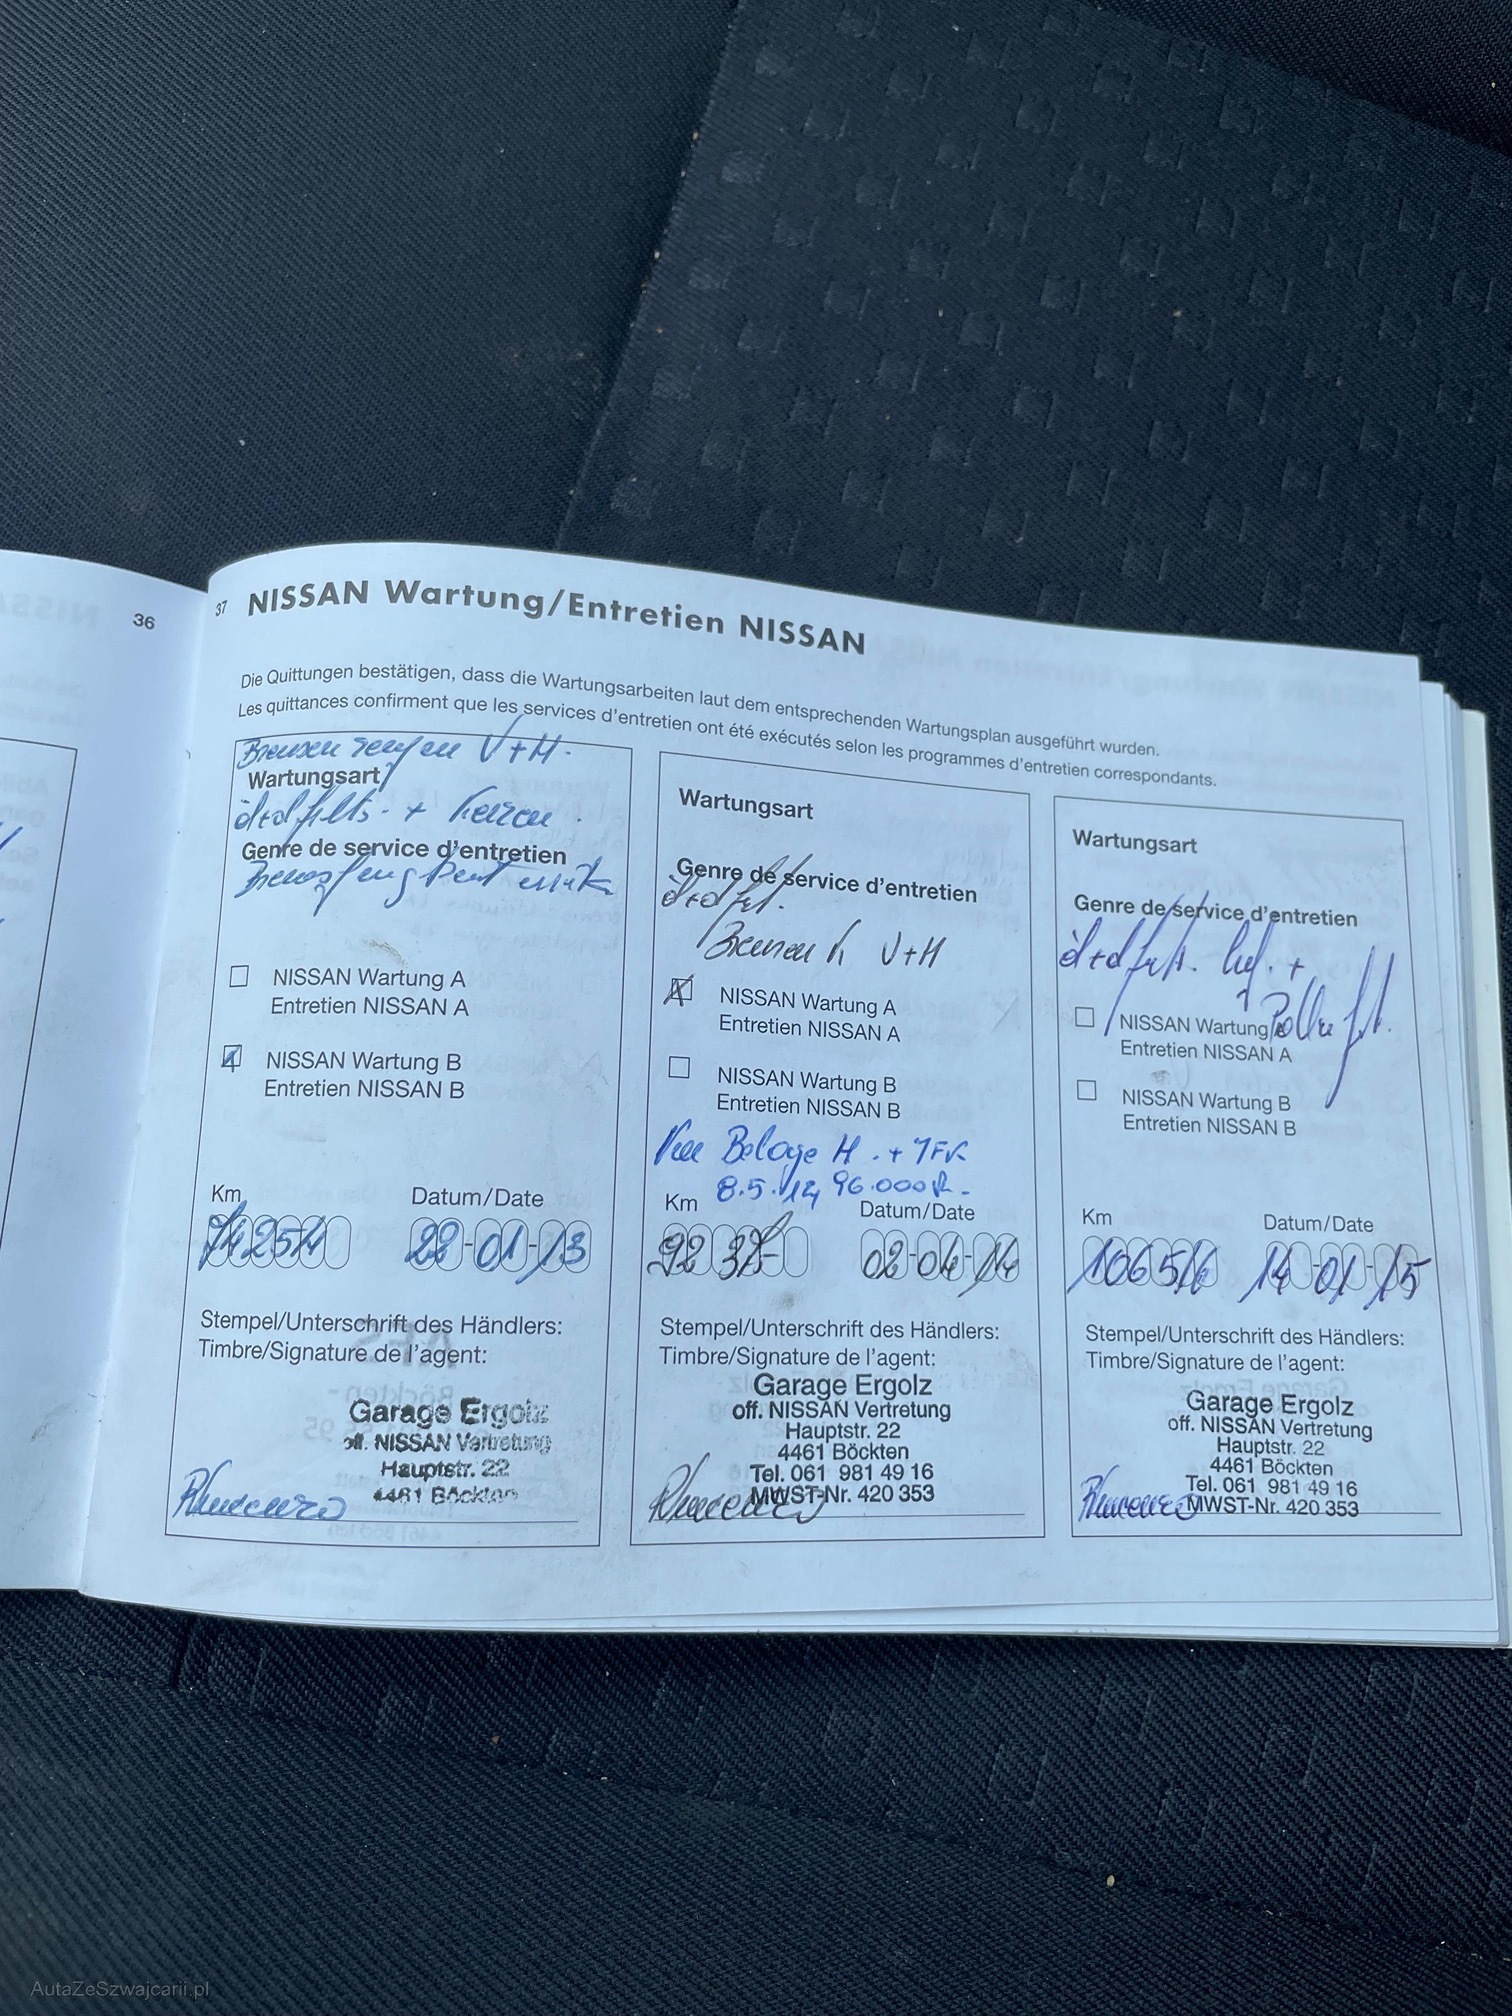 36
37 NISSAN Wartung/Entretien NISSAN
Die Quittungen bestätigen, dass die Wartungsarbeiten laut dem entsprechenden Wartungsplan ausgeführt wurden.
Les quittances confirment que les services d'entretien ont été exécutés selon les programmes d'entretien correspondants.
V+H.
Wartungsart
+
Genre de service d'entretien
NISSAN Wartung A
Entretien NISSAN A
NISSAN Wartung B
Entretien NISSAN B
Km
Datum/Date
74251
22-01-13
Stempel/Unterschrift des Händlers:
Timbre/Signature de l'agent:
Garage Ergolz
off. NISSAN Vertretung
Hauptstr. 22
4461 Böckten
Wartungsart
Genre de service d'entretien
V+H
NISSAN Wartung A
Entretien NISSAN A
NISSAN Wartung B
Entretien NISSAN B
Beläge H. +
8.5.14, 96.000
Km
Datum/Date
92
02-04-14
Stempel/Unterschrift des Händlers:
Timbre/Signature de l'agent:
Garage Ergolz
off. NISSAN Vertretung
Hauptstr. 22
4461 Böckten
Tel. 061 981 49 16
MWST-Nr. 420 353
Wartungsart
Genre de service d'entretien
+
NISSAN Wartung A
Entretien NISSAN A
NISSAN Wartung B
Entretien NISSAN B
Km
Datum/Date
106516
14-01-15
Stempel/Unterschrift des Händlers:
Timbre/Signature de l'agent:
Garage Ergolz
off. NISSAN Vertretung
Hauptstr. 22
4461 Böckten
Tel. 061 981 49 16
MWST-Nr. 420 353
AutaZeSzwajcarii.pl